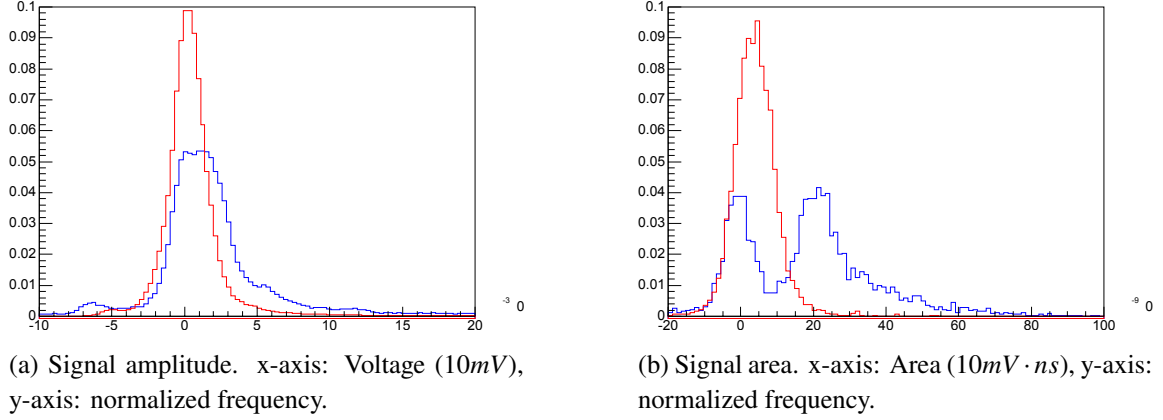 0.1 0.1
0.09 0.09
0.08 0.08
0.07 0.07
0.06 0.06
0.05 0.05
0.04 0.04
0.03 0.03
0.02 0.02
0.01 0.01
0 0
-3 0 -9 0
-10 -5 0 5 10 15 20 -20 0 20 40 60 80 100
(a) Signal amplitude. x-axis: Voltage (10mV),
y-axis: normalized frequency.
(b) Signal area. x-axis: Area (10mV · ns), y-axis:
normalized frequency.